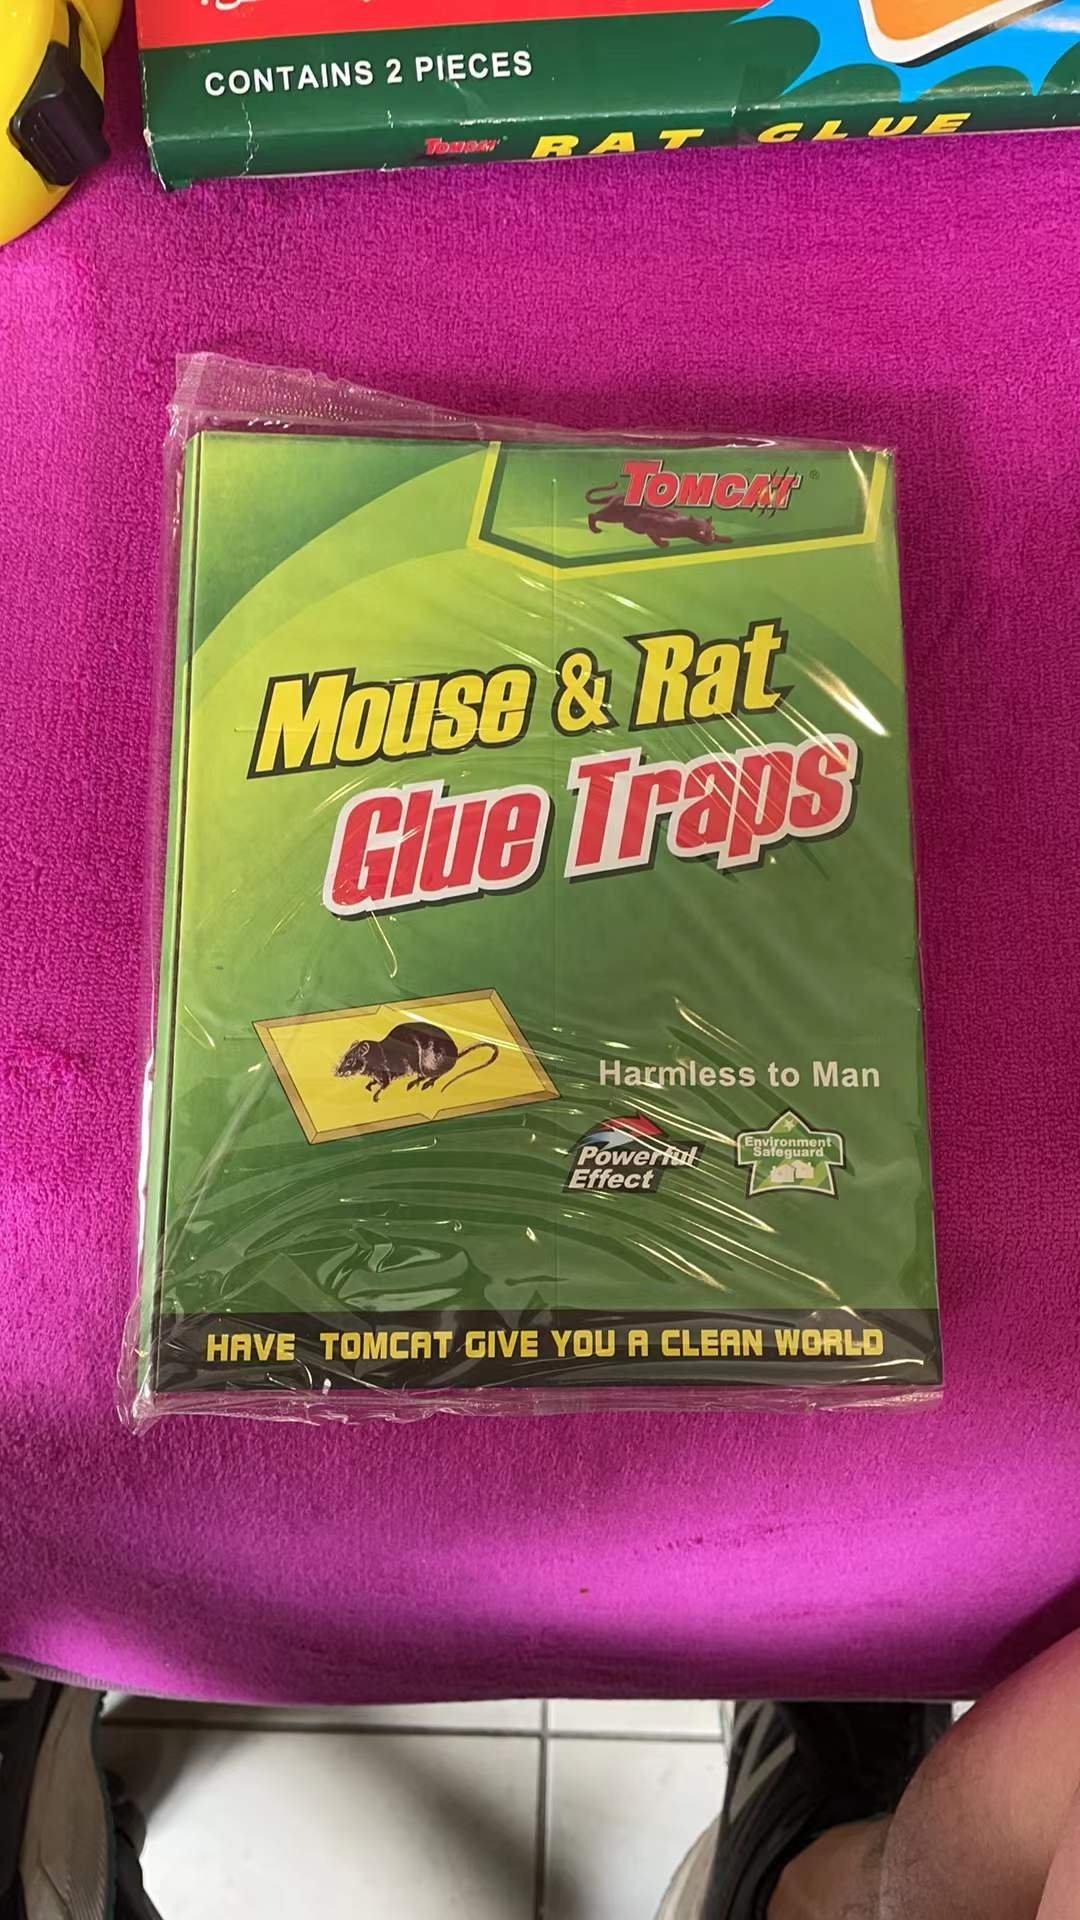 CONTAINS 2 PIECES
TOMCAT RAT GLUE
TOMCAT ®
Mouse & Rat
Glue Traps
Harmless to Man
Powerful
Effect
Environment
Safeguard
HAVE TOMCAT GIVE YOU A CLEAN WORLD